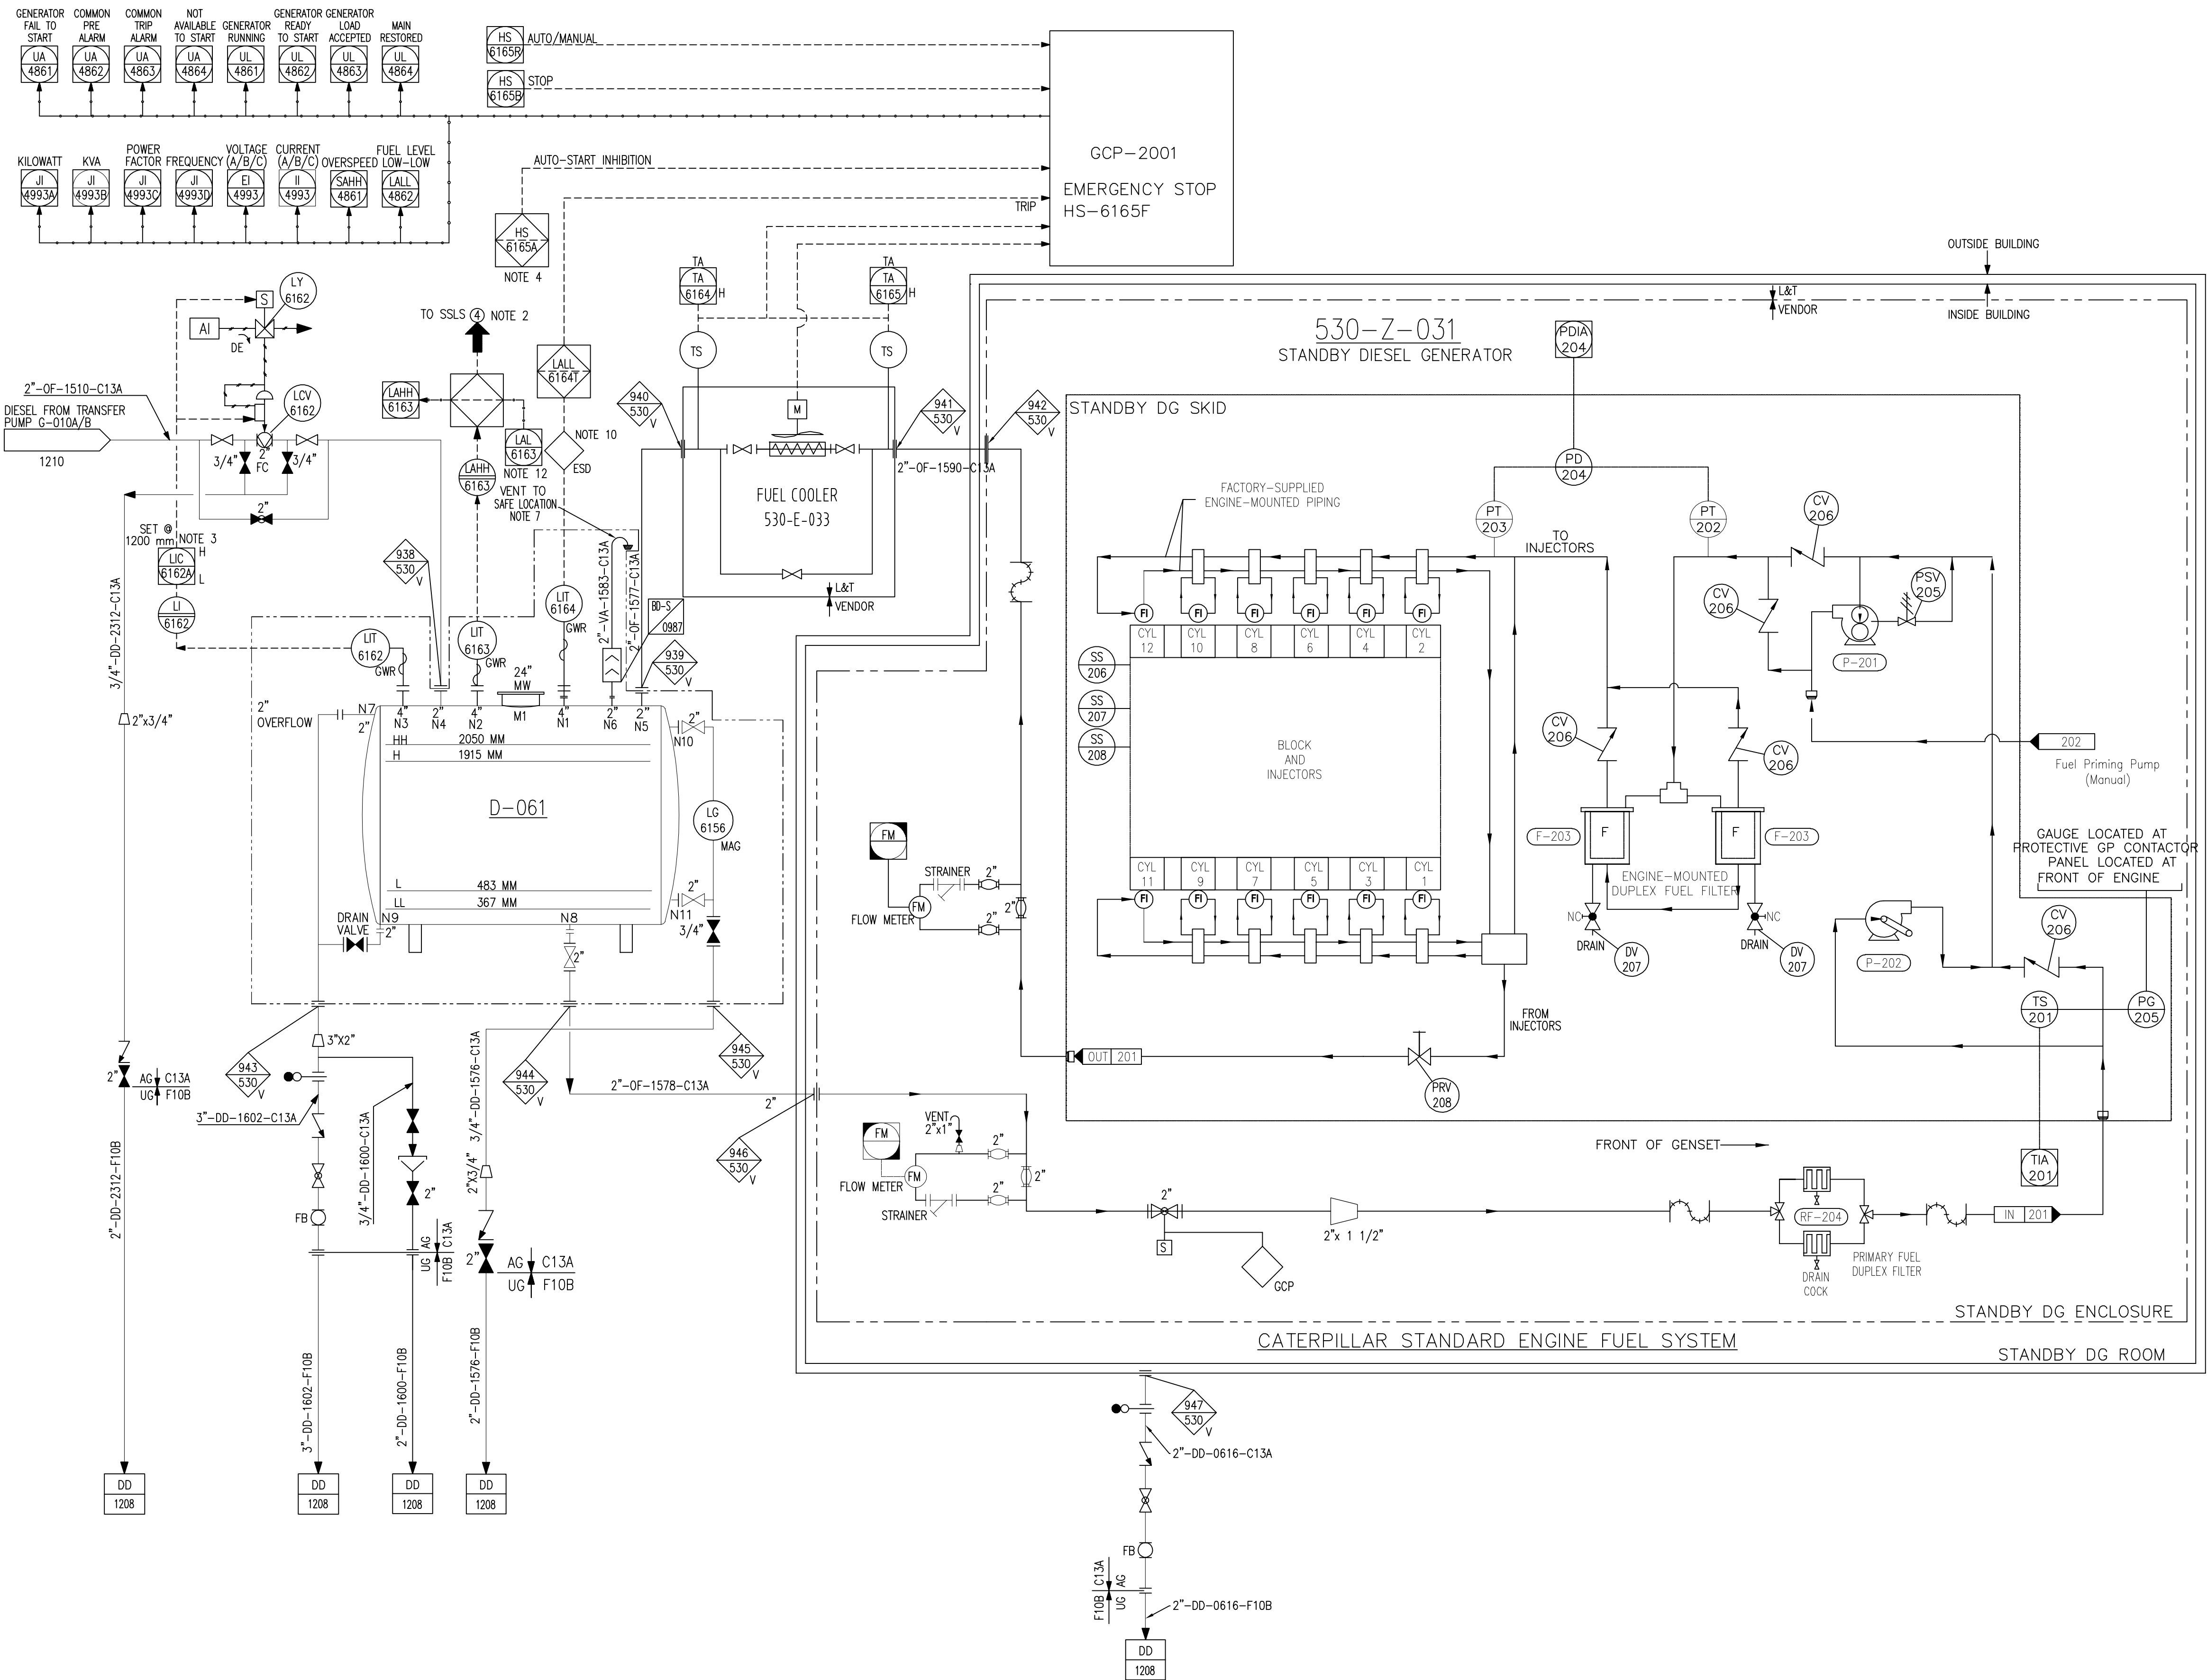 GENERATOR
FAIL TO
START
COMMON
PRE
ALARM
COMMON
TRIP
ALARM
NOT
AVAILABLE
TO START
GENERATOR
RUNNING
GENERATOR
READY
TO START
GENERATOR
LOAD
ACCEPTED
MAIN
RESTORED
UA
4861
UA
4862
UA
4863
UA
4864
UL
4861
UL
4862
UL
4863
UL
4864
KILOWATT
KVA
POWER
FACTOR
FREQUENCY
VOLTAGE
(A/B/C)
CURRENT
(A/B/C)
OVERSPEED
FUEL LEVEL
LOW-LOW
JI
4993A
JI
4993B
JI
4993C
JI
4993D
EI
4993
II
4993
SAHH
4861
LALL
4862
HS
6165R
AUTO/MANUAL
HS
6165B
STOP
AUTO-START INHIBITION
HS
6165A
NOTE 4
TRIP
GCP-2001
EMERGENCY STOP
HS-6165F
TA
TA
6164
H
TA
TA
6165
H
TS
TS
OUTSIDE BUILDING
INSIDE BUILDING
L&T
VENDOR
LY
6162
S
AI
DE
LCV
6162
2"-OF-1510-C13A
DIESEL FROM TRANSFER
PUMP G-010A/B
1210
3/4"
2"
FC
3/4"
2"
TO SSLS
4
NOTE 2
LAHH
6163
LAL
6163
NOTE 12
LAHH
6163
LALL
6164T
NOTE 10
ESD
VENT TO
SAFE LOCATION
NOTE 7
SET @
1200 mm
NOTE 3
H
LIC
6162A
L
LI
6162
LIT
6162
GWR
LIT
6163
GWR
LIT
6164
GWR
938
530
V
939
530
V
940
530
V
941
530
V
942
530
V
M
FUEL COOLER
530-E-033
L&T
VENDOR
2"-OF-1590-C13A
2"-VA-1583-C13A
2"-OF-1577-C13A
BD-S
0987
24"
MW
M1
2"
OVERFLOW
N7
2"
4"
N3
2"
N4
4"
N2
4"
N1
2"
N6
2"
N5
2"
N10
HH
2050 MM
H
1915 MM
D-061
LG
6156
MAG
L
483 MM
LL
367 MM
2"
N11
3/4"
DRAIN
VALVE
N9
2"
N8
2"
3/4"-DD-2312-C13A
2"x3/4"
2"
AG
C13A
UG
F10B
2"-DD-2312-F10B
DD
1208
943
530
V
3"X2"
3"-DD-1602-C13A
FB
3"-DD-1602-F10B
DD
1208
3/4"-DD-1600-C13A
2"
AG
C13A
UG
F10B
2"-DD-1600-F10B
DD
1208
3/4"-DD-1576-C13A
2"X3/4"
2"
AG
C13A
UG
F10B
2"-DD-1576-F10B
DD
1208
944
530
V
945
530
V
2"-OF-1578-C13A
2"
946
530
V
530-Z-031
STANDBY DIESEL GENERATOR
STANDBY DG SKID
PDIA
204
PD
204
PT
203
PT
202
FACTORY-SUPPLIED
ENGINE-MOUNTED PIPING
TO
INJECTORS
FI
FI
FI
FI
FI
FI
CYL
12
CYL
10
CYL
8
CYL
6
CYL
4
CYL
2
SS
206
SS
207
SS
208
BLOCK
AND
INJECTORS
CYL
11
CYL
9
CYL
7
CYL
5
CYL
3
CYL
1
FI
FI
FI
FI
FI
FI
FROM
INJECTORS
CV
206
CV
206
PSV
205
P-201
202
Fuel Priming Pump
(Manual)
CV
206
CV
206
F-203
F
F
F-203
ENGINE-MOUNTED
DUPLEX FUEL FILTER
NC
DRAIN
DV
207
NC
DRAIN
DV
207
GAUGE LOCATED AT
PROTECTIVE GP CONTACTOR
PANEL LOCATED AT
FRONT OF ENGINE
P-202
CV
206
TS
201
PG
205
TIA
201
OUT
201
PRV
208
FM
FM
FLOW METER
STRAINER
2"
2"
2"
FM
FM
FLOW METER
VENT
2"x1"
2"
2"
2"
STRAINER
2"
S
GCP
2"x 1 1/2"
FRONT OF GENSET
RF-204
PRIMARY FUEL
DUPLEX FILTER
DRAIN
COCK
IN
201
STANDBY DG ENCLOSURE
CATERPILLAR STANDARD ENGINE FUEL SYSTEM
STANDBY DG ROOM
947
530
V
2"-DD-0616-C13A
FB
AG
C13A
UG
F10B
2"-DD-0616-F10B
DD
1208